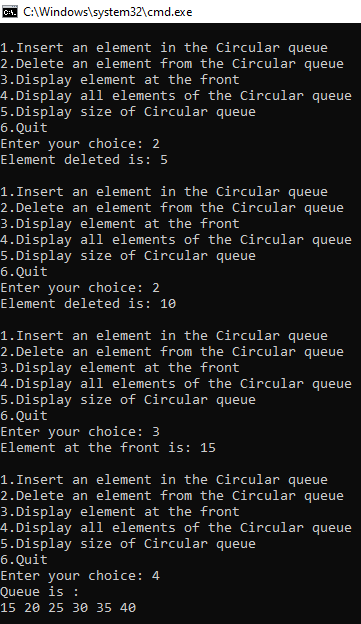 C:\Windows\system32\cmd.exe
1.Insert an element in the Circular queue
2.Delete an element from the Circular queue
3.Display element at the front
4.Display all elements of the Circular queue
5.Display size of Circular queue
6.Quit
Enter your choice: 2
Element deleted is: 5
1.Insert an element in the Circular queue
2.Delete an element from the Circular queue
3.Display element at the front
4.Display all elements of the Circular queue
5.Display size of Circular queue
6.Quit
Enter your choice: 2
Element deleted is: 10
1.Insert an element in the Circular queue
2.Delete an element from the Circular queue
3.Display element at the front
4.Display all elements of the Circular queue
5.Display size of Circular queue
6.Quit
Enter your choice: 3
Element at the front is: 15
1.Insert an element in the Circular queue
2.Delete an element from the Circular queue
3.Display element at the front
4.Display all elements of the Circular queue
5.Display size of Circular queue
6.Quit
Enter your choice: 4
Queue is :
15 20 25 30 35 40